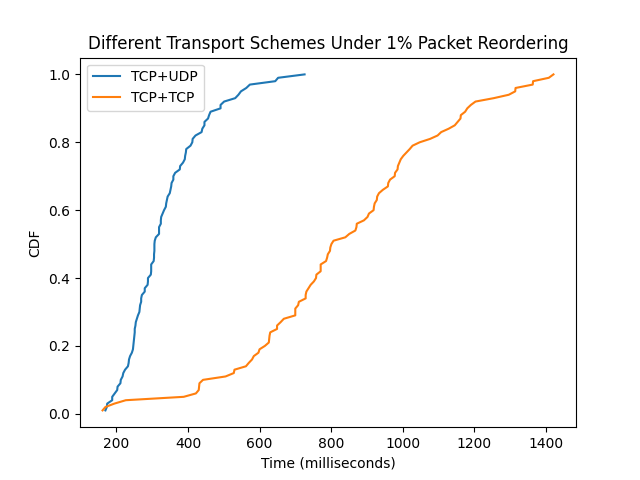 Different Transport Schemes Under 1% Packet Reordering
TCP+UDP
TCP+TCP
1.0
0.8
0.6
0.4
0.2
0.0
CDF
200 400 600 800 1000 1200 1400
Time (milliseconds)